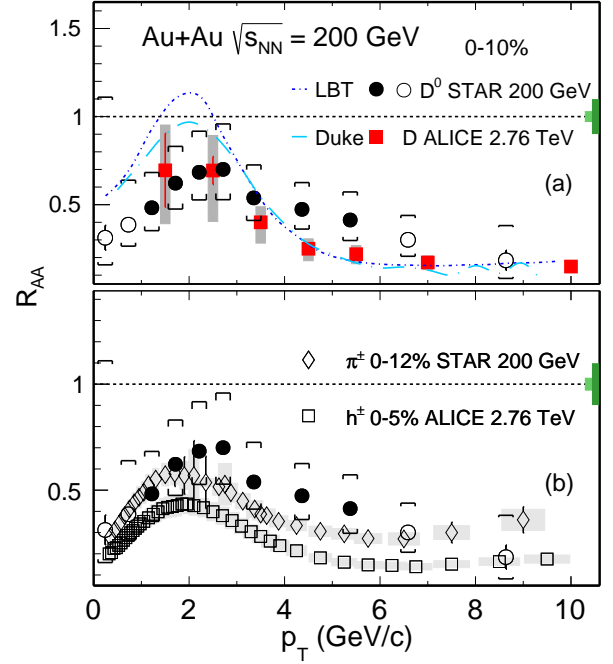 Au+Au √s_NN = 200 GeV
0-10%
LBT
D⁰ STAR 200 GeV
Duke
D ALICE 2.76 TeV
(a)
1.5
1
0.5
R_AA
π± 0-12% STAR 200 GeV
h± 0-5% ALICE 2.76 TeV
(b)
1
0.5
0 2 4 6 8 10
p_T (GeV/c)